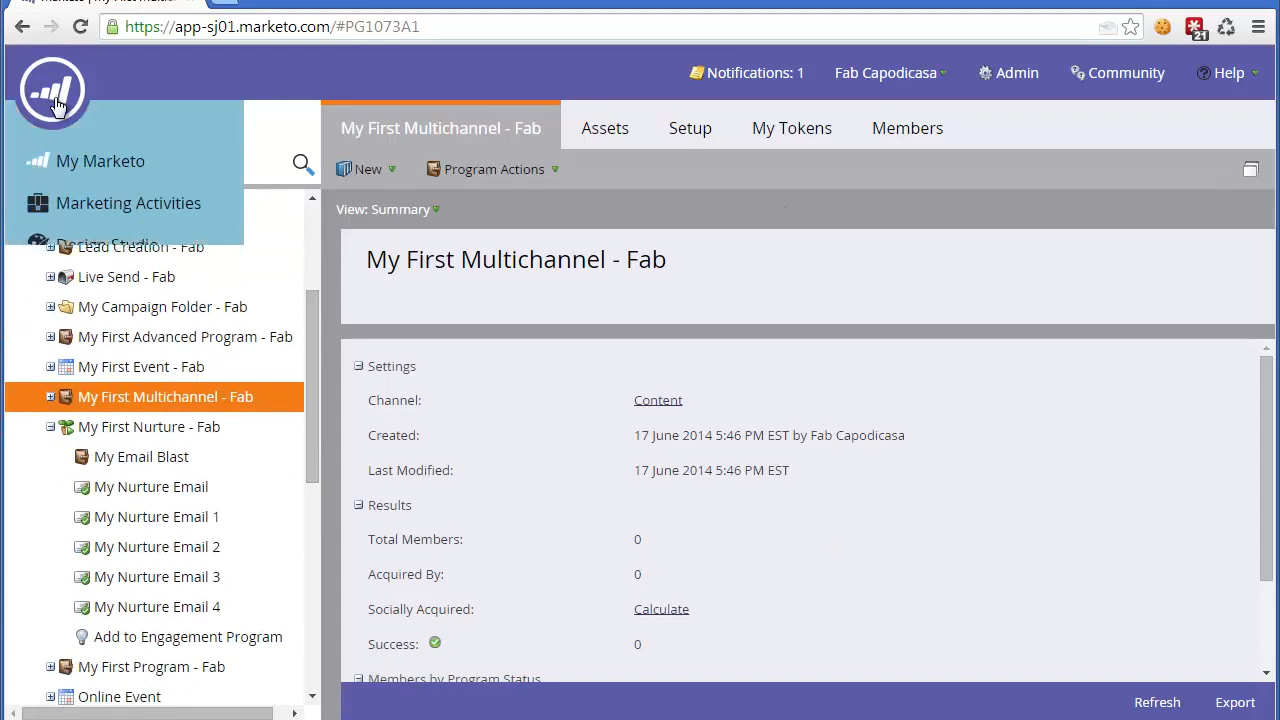 https://app-sj01.marketo.com/#PG1073A1
21
Notifications: 1
Fab Capodicasa
Admin
Community
Help
My Marketo
Marketing Activities
My First Multichannel - Fab
Assets
Setup
My Tokens
Members
New
Program Actions
View: Summary
Lead Creation - Fab
Live Send - Fab
My Campaign Folder - Fab
My First Advanced Program - Fab
My First Event - Fab
My First Multichannel - Fab
My First Nurture - Fab
My Email Blast
My Nurture Email
My Nurture Email 1
My Nurture Email 2
My Nurture Email 3
My Nurture Email 4
Add to Engagement Program
My First Program - Fab
Online Event
My First Multichannel - Fab
Settings
Channel: Content
Created: 17 June 2014 5:46 PM EST by Fab Capodicasa
Last Modified: 17 June 2014 5:46 PM EST
Results
Total Members: 0
Acquired By: 0
Socially Acquired: Calculate
Success: 0
Members by Program Status
Refresh
Export